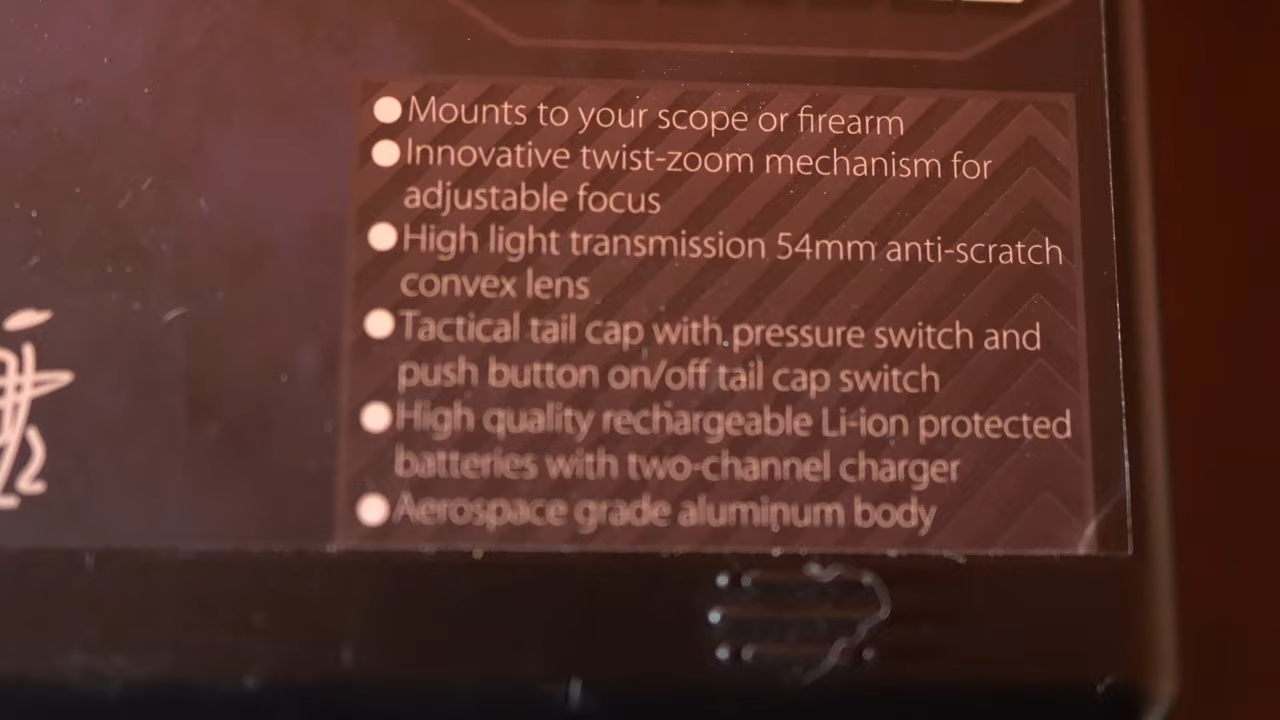 ● Mounts to your scope or firearm
● Innovative twist-zoom mechanism for
adjustable focus
● High light transmission 54mm anti-scratch
convex lens
● Tactical tail cap with pressure switch and
push button on/off tail cap switch
● High quality rechargeable Li-ion protected
batteries with two-channel charger
● Aerospace grade aluminum body